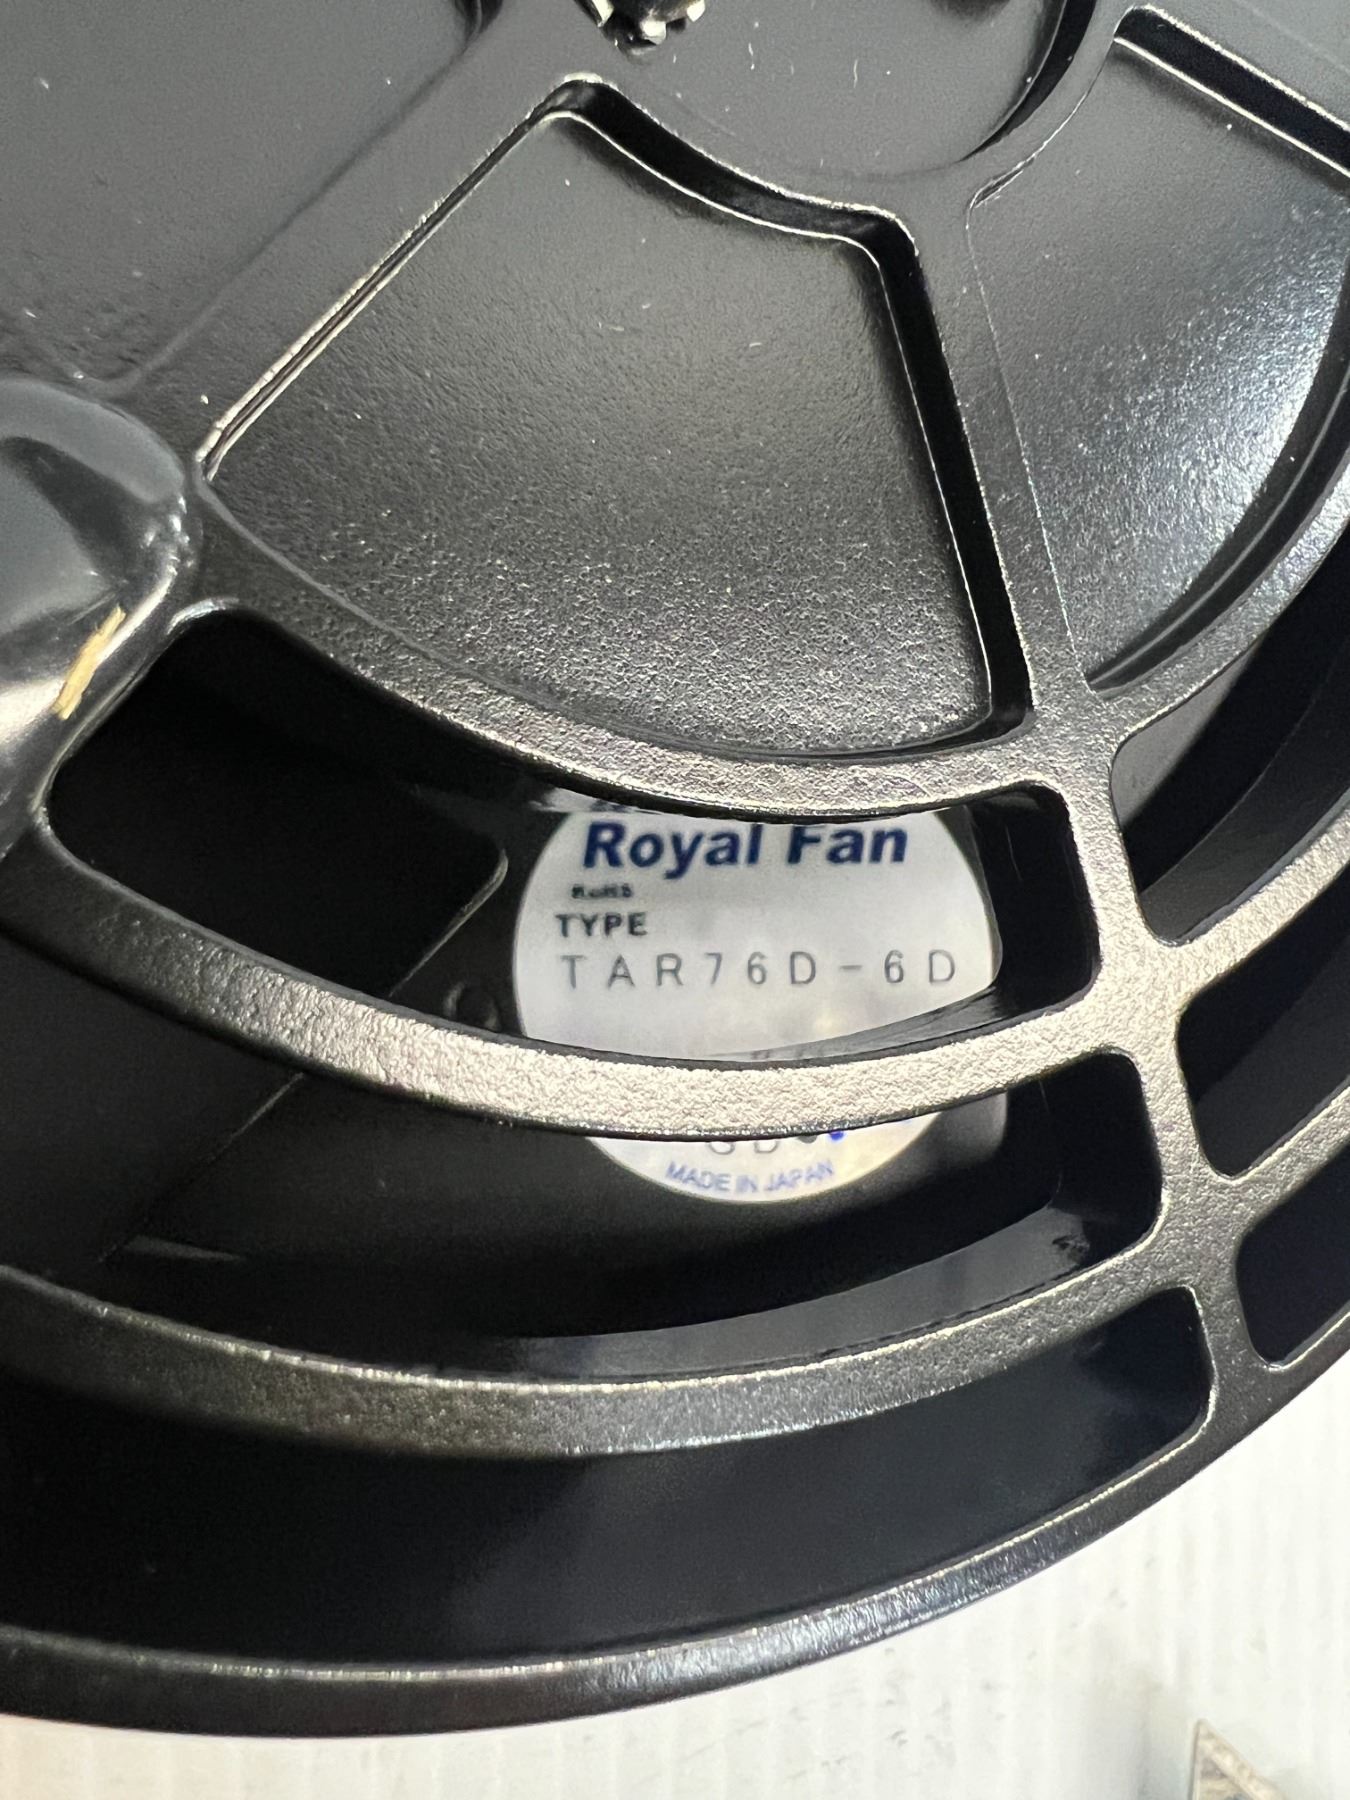 Royal Fan
RoHS
TYPE
TAR76D-6D
MADE IN JAPAN